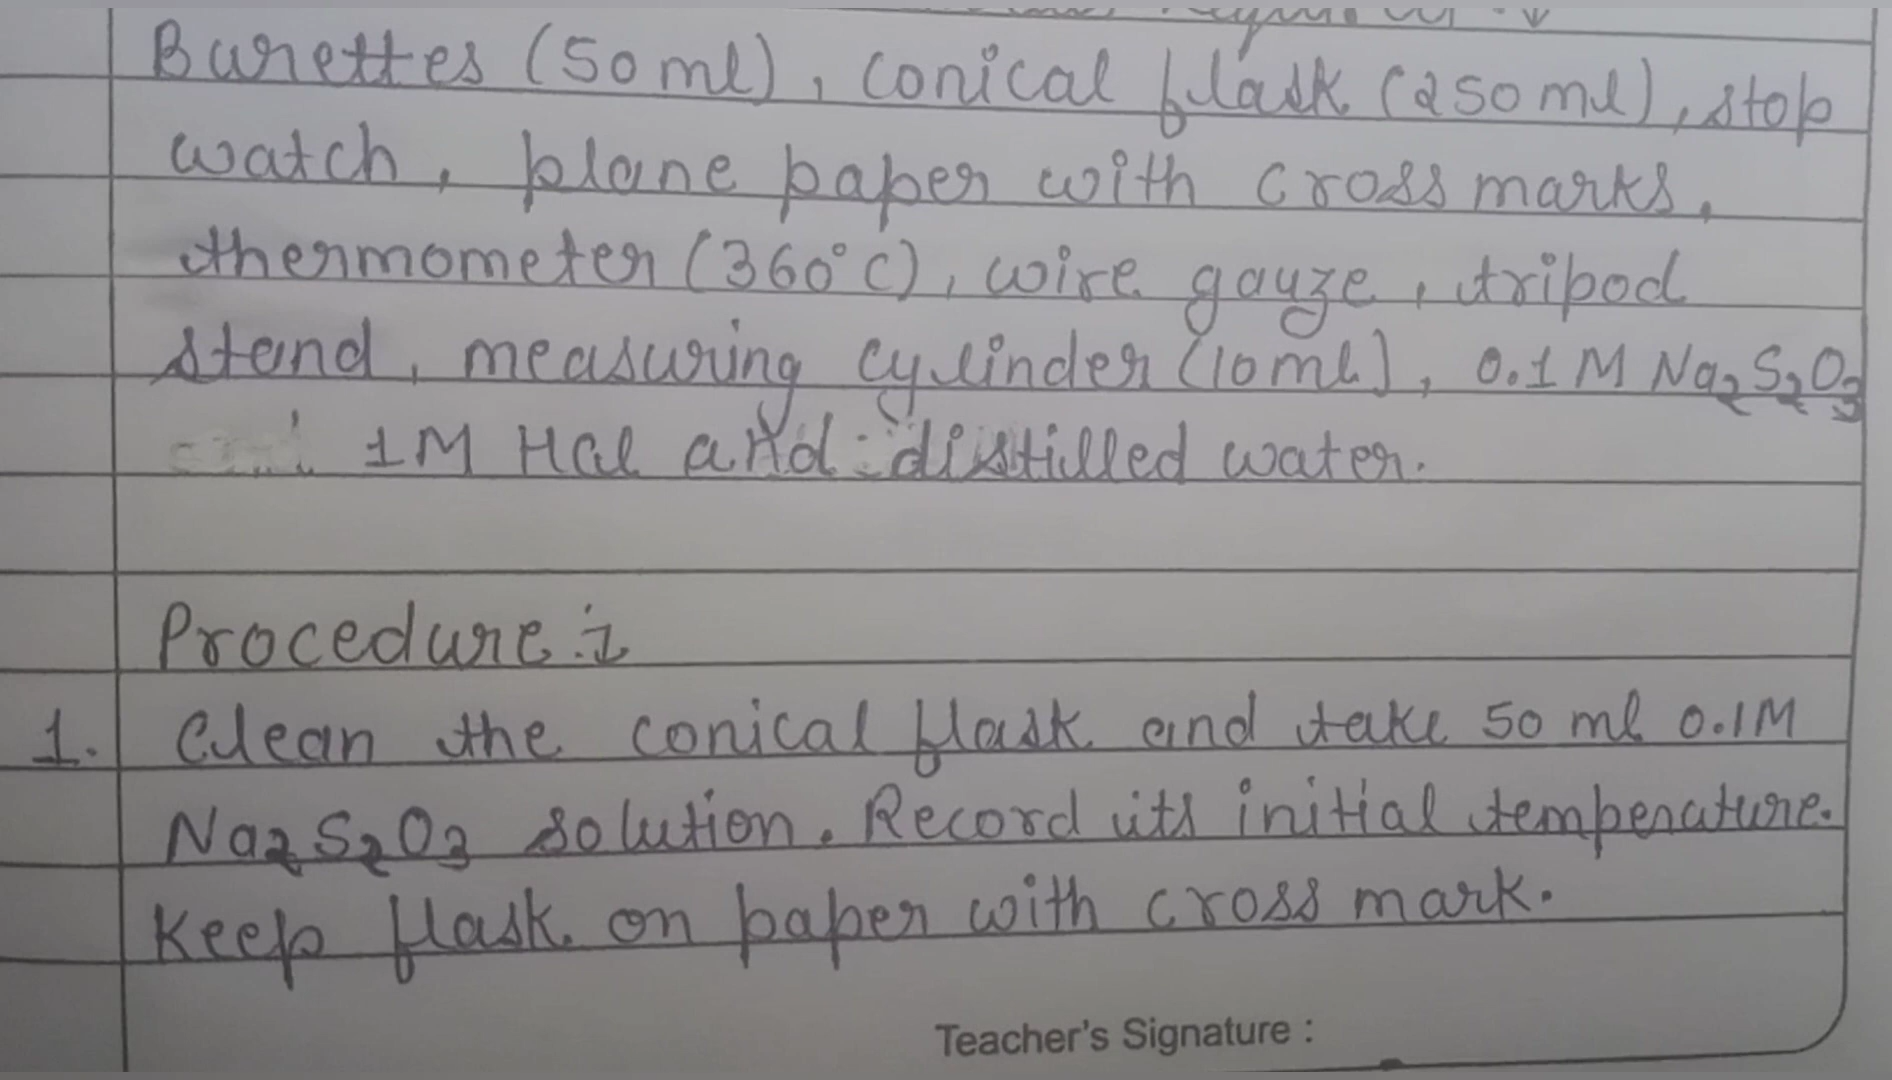 Burettes (50 ml), conical flask (250 ml), stop
watch, plane paper with cross marks,
thermometer (360°C), wire gauze, tripod
stand, measuring cylinder (10 ml), 0.1 M Na2S2O3
1M HCl and distilled water.
Procedure :-
1. Clean the conical flask and take 50 ml 0.1M
Na2S2O3 solution. Record its initial temperature.
Keep flask on paper with cross mark.
Teacher's Signature :